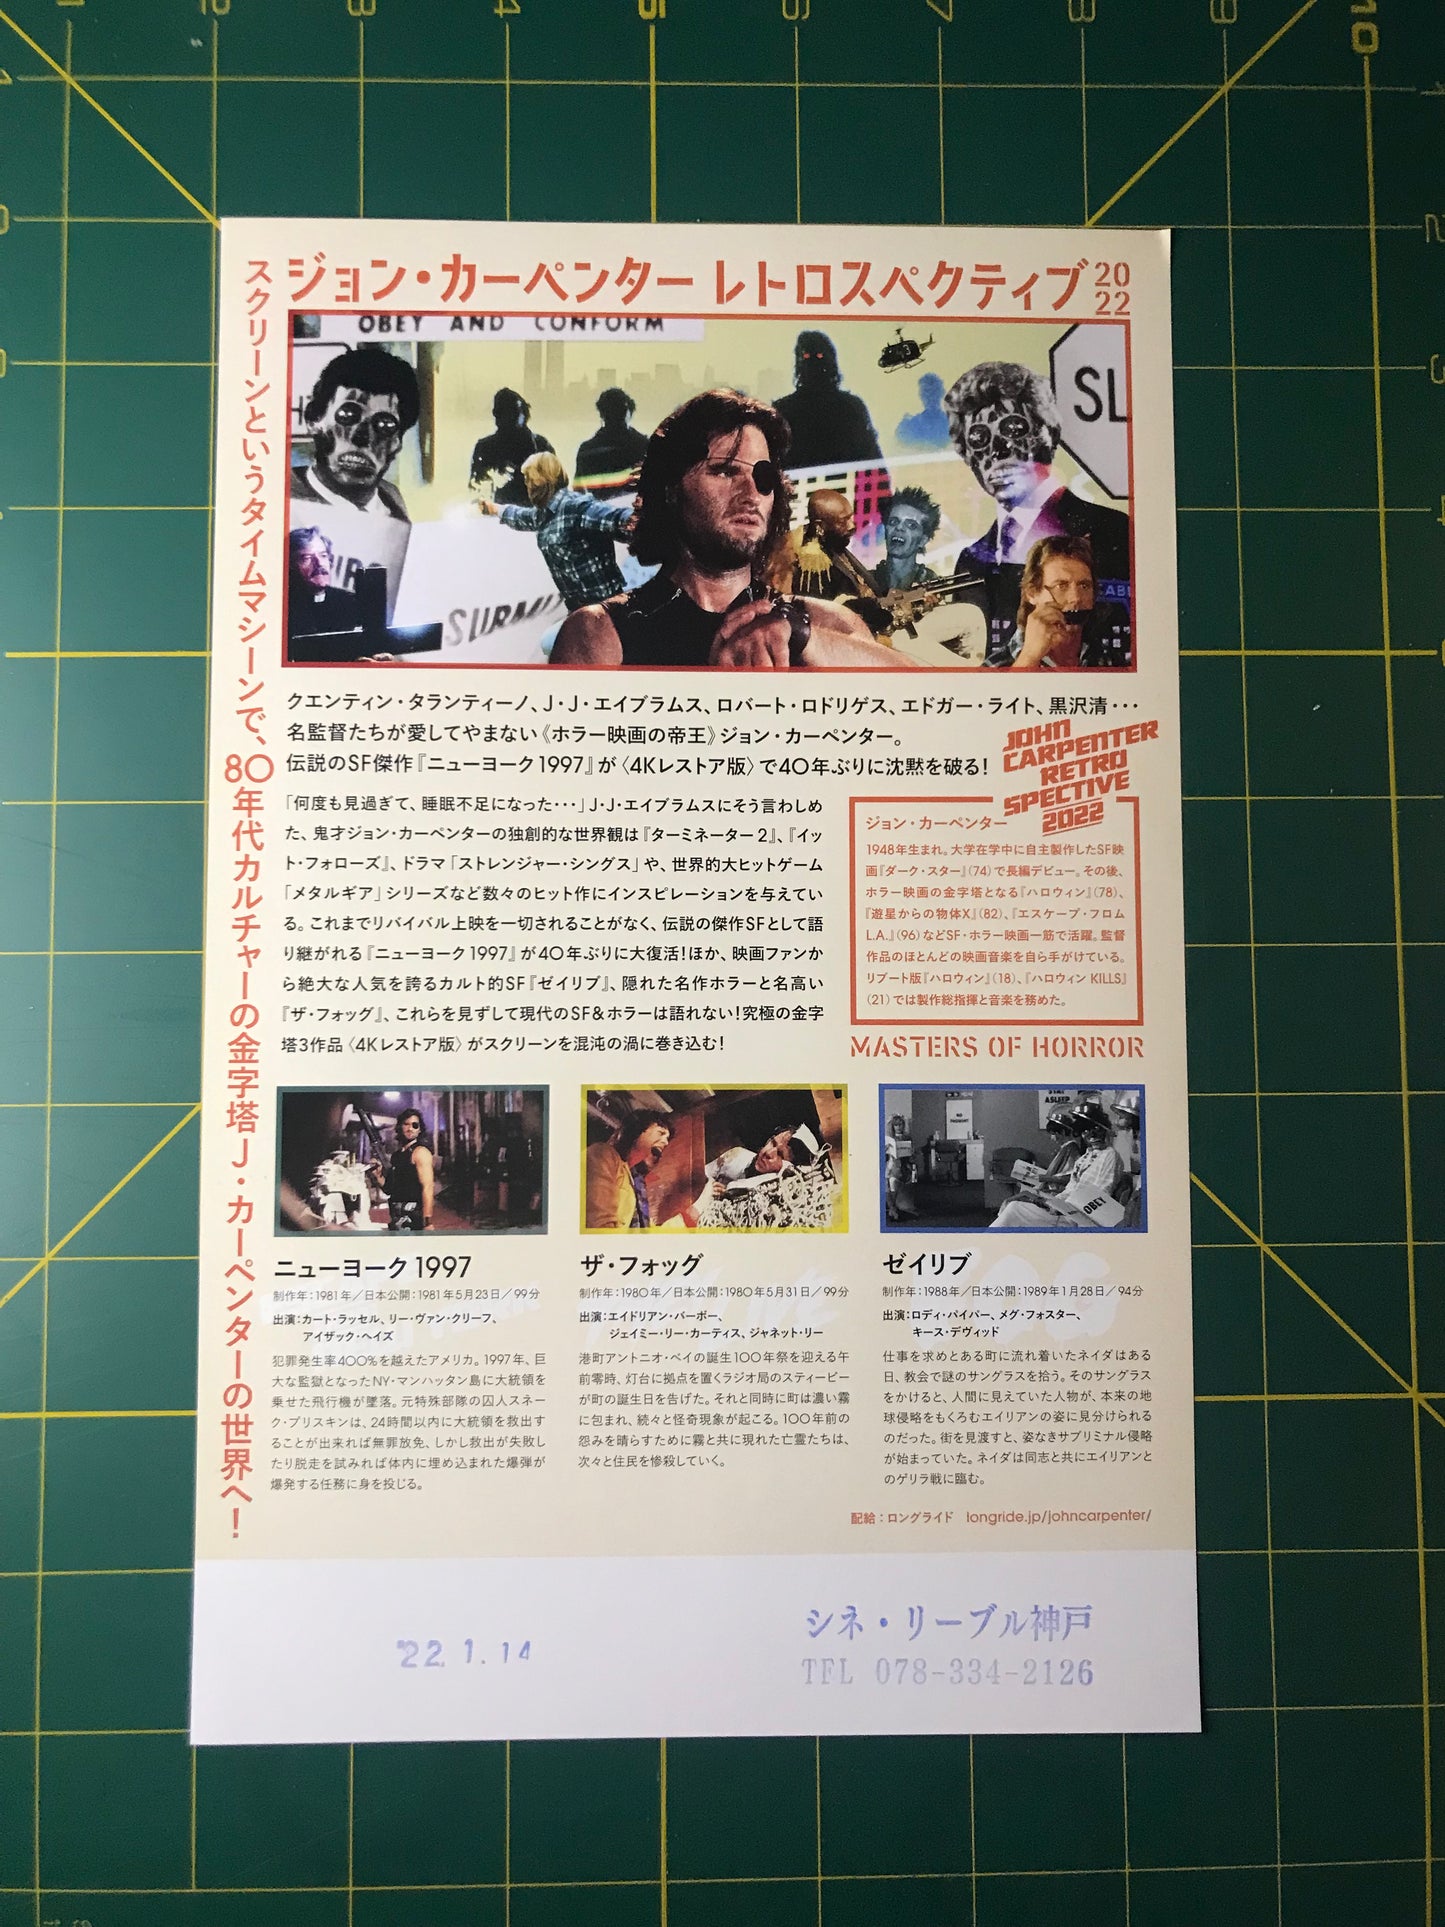 ジョン・カーペンター レトロスペクティブ 2022
スクリーンというタイムマシーンで、80年代カルチャーの金字塔J・カーペンターの世界へ！
OBEY AND CONFORM
SL
SUBMI
クエンティン・タランティーノ、J・J・エイブラムス、ロバート・ロドリゲス、エドガー・ライト、黒沢清・・・
名監督たちが愛してやまない《ホラー映画の帝王》ジョン・カーペンター。
伝説のSF傑作『ニューヨーク1997』が〈4Kレストア版〉で40年ぶりに沈黙を破る！
「何度も見過ぎて、睡眠不足になった・・・」J・J・エイブラムスにそう言わしめ
た、鬼才ジョン・カーペンターの独創的な世界観は『ターミネーター2』、『イッ
ト・フォローズ』、ドラマ「ストレンジャー・シングス」や、世界的大ヒットゲーム
「メタルギア」シリーズなど数々のヒット作にインスピレーションを与えてい
る。これまでリバイバル上映を一切されることがなく、伝説の傑作SFとして語
り継がれる『ニューヨーク1997』が40年ぶりに大復活！ほか、映画ファンか
ら絶大な人気を誇るカルト的SF『ゼイリブ』、隠れた名作ホラーと名高い
『ザ・フォッグ』、これらを見ずして現代のSF＆ホラーは語れない！究極の金字
塔3作品〈4Kレストア版〉がスクリーンを混沌の渦に巻き込む！
JOHN
CARPENTER
RETRO
SPECTIVE
2022
ジョン・カーペンター
1948年生まれ。大学在学中に自主製作したSF映
画『ダーク・スター』（74）で長編デビュー。その後、
ホラー映画の金字塔となる『ハロウィン』（78）、
『遊星からの物体X』（82）、『エスケープ・フロム
L.A.』（96）などSF・ホラー映画一筋で活躍。監督
作品のほとんどの映画音楽を自ら手がけている。
リブート版『ハロウィン』（18）、『ハロウィン KILLS』
（21）では製作総指揮と音楽を務めた。
MASTERS OF HORROR
ASLEEP
OBEY
ニューヨーク1997
制作年：1981年／日本公開：1981年5月23日／99分
出演：カート・ラッセル、リー・ヴァン・クリーフ、
アイザック・ヘイズ
犯罪発生率400%を越えたアメリカ。1997年、巨
大な監獄となったNY・マンハッタン島に大統領を
乗せた飛行機が墜落。元特殊部隊の囚人スネー
ク・プリスキンは、24時間以内に大統領を救出す
ることが出来れば無罪放免、しかし救出が失敗し
たり脱走を試みれば体内に埋め込まれた爆弾が
爆発する任務に身を投じる。
ザ・フォッグ
制作年：1980年／日本公開：1980年5月31日／99分
出演：エイドリアン・バーボー、
ジェイミー・リー・カーティス、ジャネット・リー
港町アントニオ・ベイの誕生100年祭を迎える午
前零時、灯台に拠点を置くラジオ局のスティービー
が町の誕生日を告げた。それと同時に町は濃い霧
に包まれ、続々と怪奇現象が起こる。100年前の
怨みを晴らすために霧と共に現れた亡霊たちは、
次々と住民を惨殺していく。
ゼイリブ
制作年：1988年／日本公開：1989年1月28日／94分
出演：ロディ・パイパー、メグ・フォスター、
キース・デヴィッド
仕事を求めとある町に流れ着いたネイダはある
日、教会で謎のサングラスを拾う。そのサングラス
をかけると、人間に見えていた人物が、本来の地
球侵略をもくろむエイリアンの姿に見分けられる
のだった。街を見渡すと、姿なきサブリミナル侵略
が始まっていた。ネイダは同志と共にエイリアンと
のゲリラ戦に臨む。
配給：ロングライド longride.jp/johncarpenter/
'22. 1. 14
シネ・リーブル神戸
TEL 078-334-2126